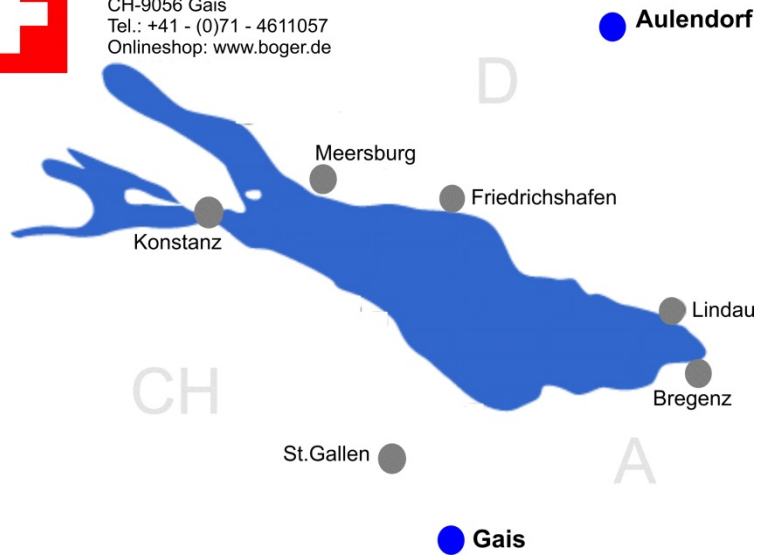 CH-9056 Gais
Tel.: +41 - (0)71 - 4611057
Onlineshop: www.boger.de
Aulendorf
D
Meersburg
Friedrichshafen
Konstanz
Lindau
CH
Bregenz
St.Gallen
A
Gais